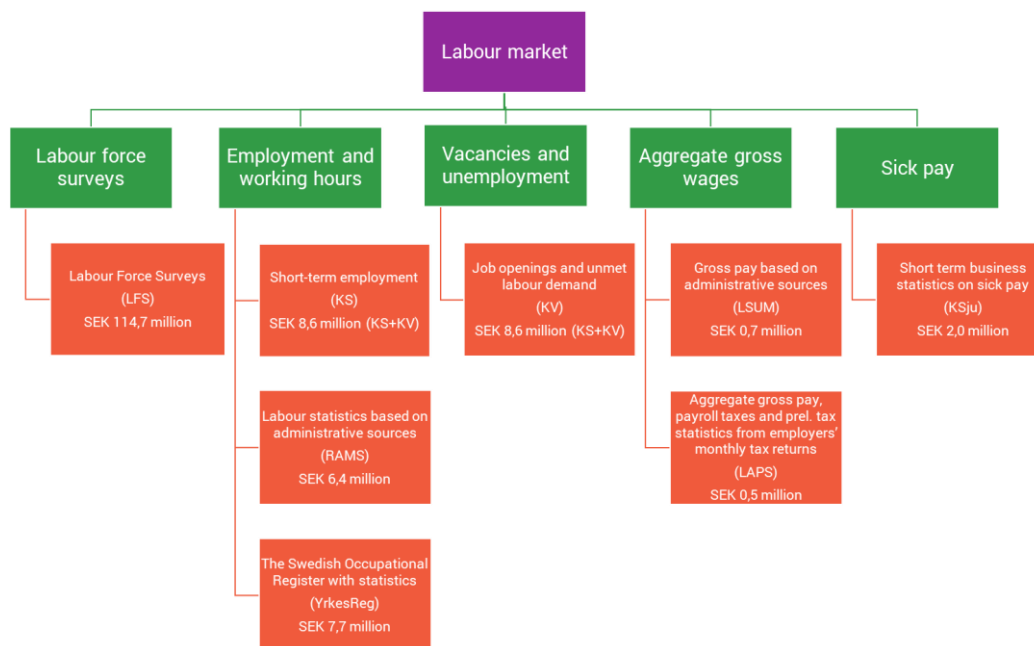 Labour market
Labour force
surveys
Employment and
working hours
Vacancies and
unemployment
Aggregate gross
wages
Sick pay
Labour Force Surveys
(LFS)
SEK 114,7 million
Short-term employment
(KS)
SEK 8,6 million (KS+KV)
Job openings and unmet
labour demand
(KV)
SEK 8,6 million (KS+KV)
Gross pay based on
administrative sources
(LSUM)
SEK 0,7 million
Short term business
statistics on sick pay
(KSju)
SEK 2,0 million
Labour statistics based on
administrative sources
(RAMS)
SEK 6,4 million
Aggregate gross pay,
payroll taxes and prel. tax
statistics from employers'
monthly tax returns
(LAPS)
SEK 0,5 million
The Swedish Occupational
Register with statistics
(YrkesReg)
SEK 7,7 million